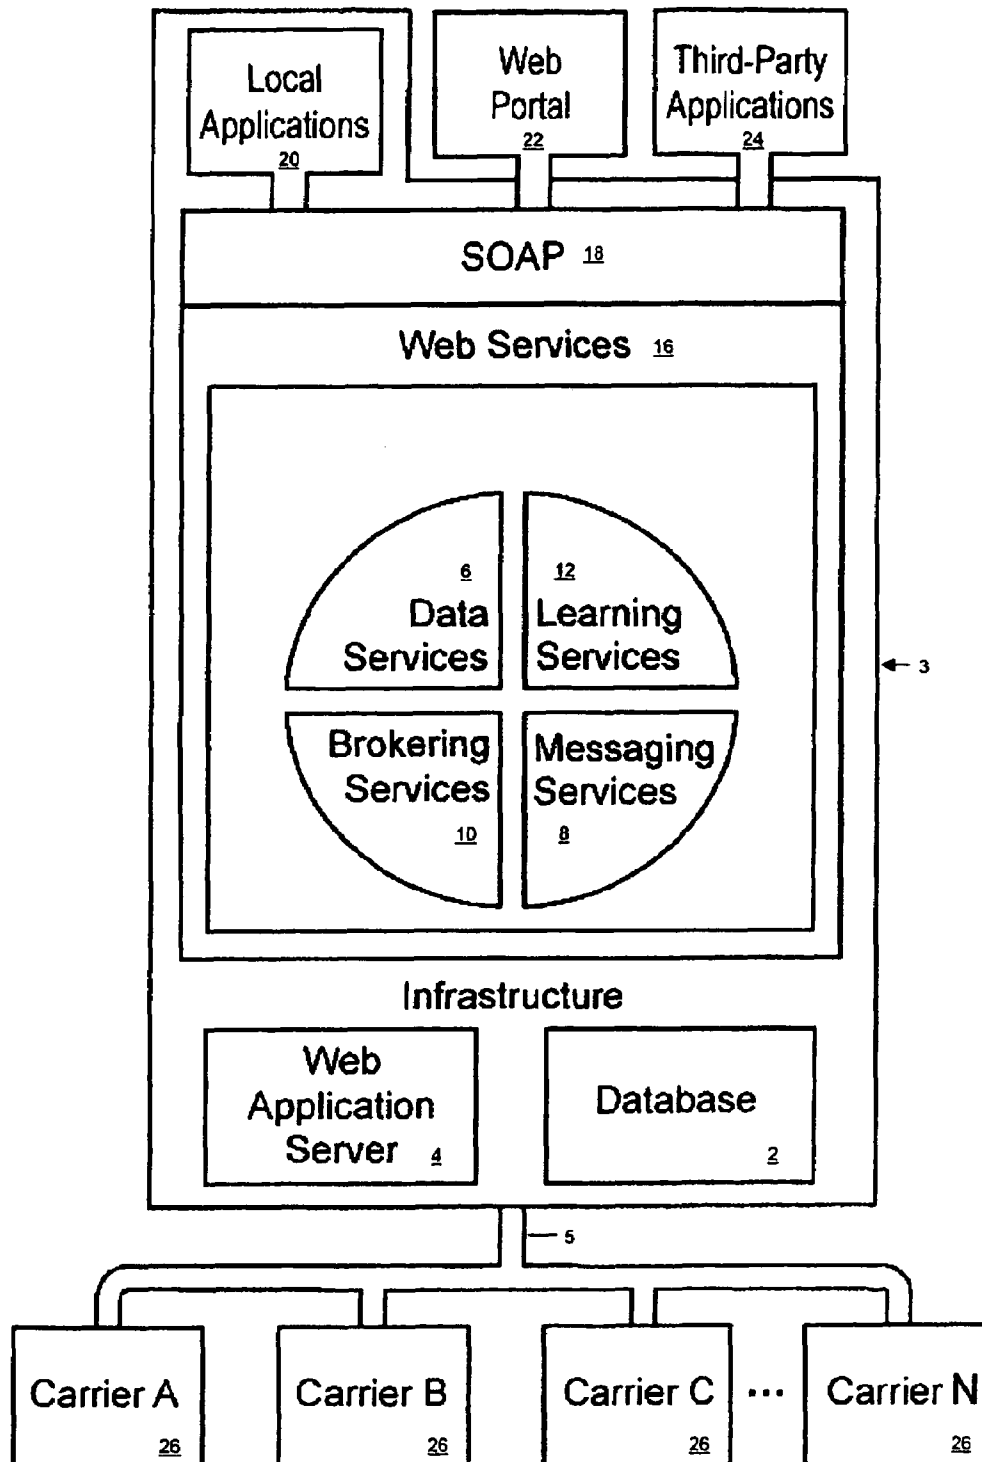 Local
Applications
20
Web
Portal
22
Third-Party
Applications
24
SOAP 18
Web Services 16
6
Data
Services
12
Learning
Services
3
Brokering
Services
10
Messaging
Services
8
Infrastructure
Web
Application
Server 4
Database
2
5
Carrier A
26
Carrier B
26
Carrier C
26
...
Carrier N
26